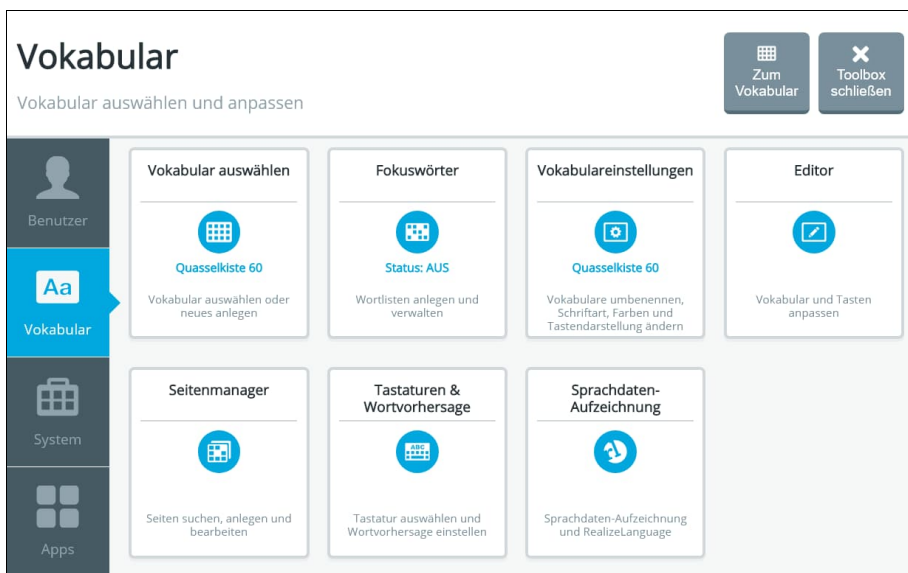 Vokabular
Vokabular auswählen und anpassen
Zum
Vokabular
Toolbox
schließen
Benutzer
Aa
Vokabular
System
Apps
Vokabular auswählen
Quasselkiste 60
Vokabular auswählen oder
neues anlegen
Fokuswörter
Status: AUS
Wortlisten anlegen und
verwalten
Vokabulareinstellungen
Quasselkiste 60
Vokabulare umbenennen,
Schriftart, Farben und
Tastendarstellung ändern
Editor
Vokabular und Tasten
anpassen
Seitenmanager
Seiten suchen, anlegen und
bearbeiten
Tastaturen &
Wortvorhersage
ABC
Tastatur auswählen und
Wortvorhersage einstellen
Sprachdaten-
Aufzeichnung
Sprachdaten-Aufzeichnung
und RealizeLanguage